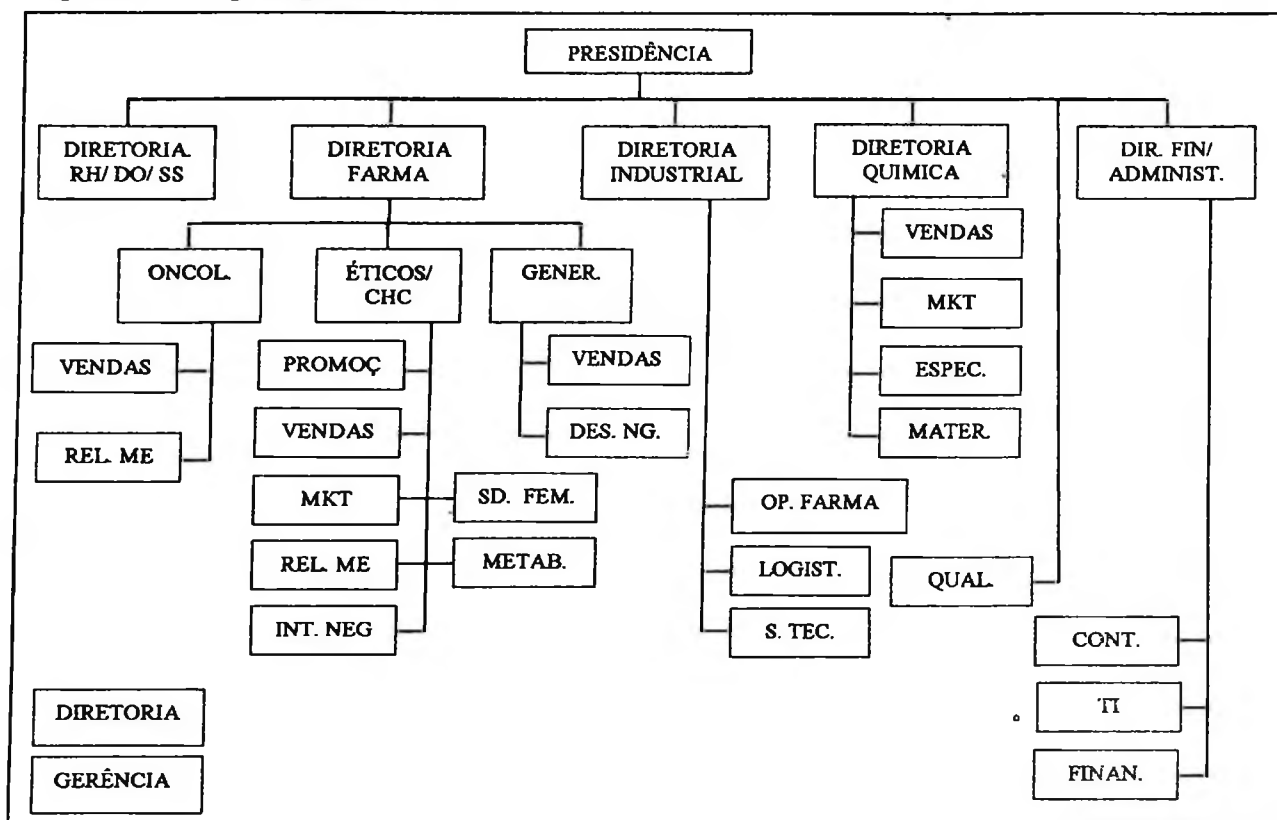 PRESIDÊNCIA
DIRETORIA.
RH/ DO/ SS
DIRETORIA
FARMA
DIRETORIA
INDUSTRIAL
DIRETORIA
QUIMICA
DIR. FIN/
ADMINIST.
ONCOL.
ÉTICOS/
CHC
GENER.
VENDAS
REL. ME
PROMOÇ
VENDAS
MKT
REL. ME
INT. NEG
SD. FEM.
METAB.
VENDAS
DES. NG.
OP. FARMA
LOGIST.
S. TEC.
VENDAS
MKT
ESPEC.
MATER.
QUAL.
CONT.
TI
FINAN.
DIRETORIA
GERÊNCIA